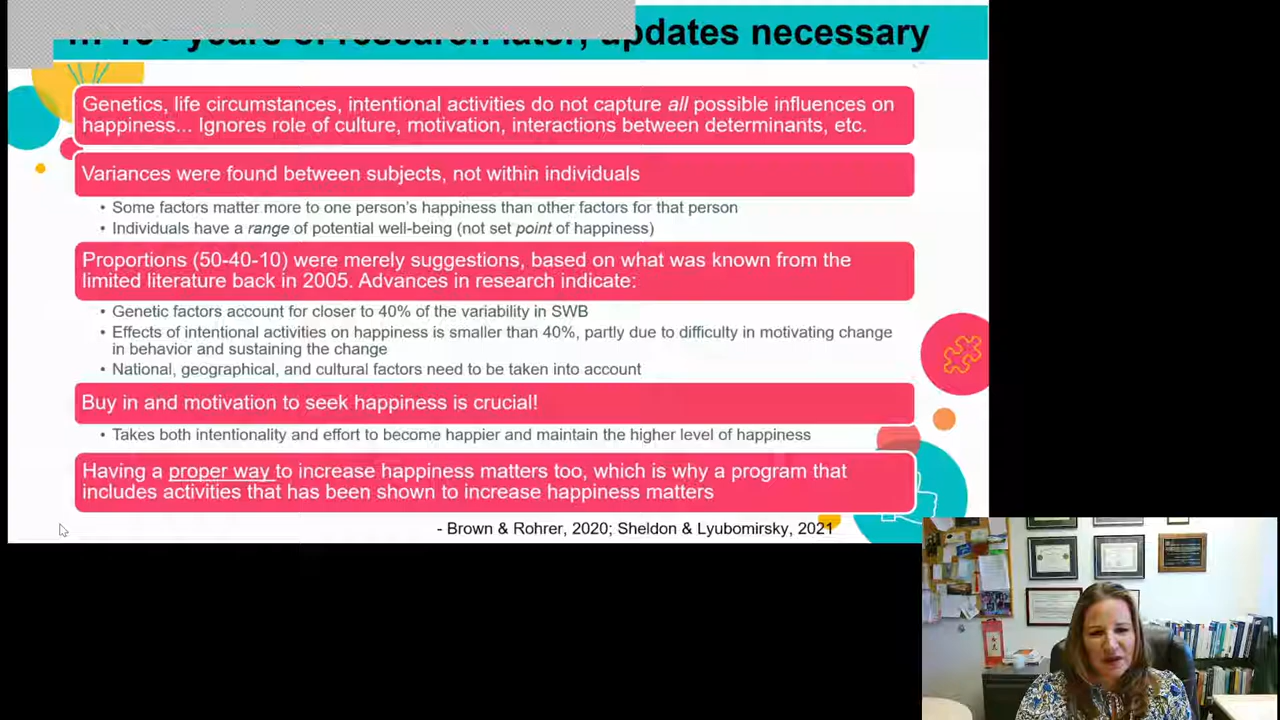 years of research later, updates necessary
Genetics, life circumstances, intentional activities do not capture all possible influences on
happiness... Ignores role of culture, motivation, interactions between determinants, etc.
Variances were found between subjects, not within individuals
• Some factors matter more to one person's happiness than other factors for that person
• Individuals have a range of potential well-being (not set point of happiness)
Proportions (50-40-10) were merely suggestions, based on what was known from the
limited literature back in 2005. Advances in research indicate:
• Genetic factors account for closer to 40% of the variability in SWB
• Effects of intentional activities on happiness is smaller than 40%, partly due to difficulty in motivating change
in behavior and sustaining the change
• National, geographical, and cultural factors need to be taken into account
Buy in and motivation to seek happiness is crucial!
• Takes both intentionality and effort to become happier and maintain the higher level of happiness
Having a proper way to increase happiness matters too, which is why a program that
includes activities that has been shown to increase happiness matters
- Brown & Rohrer, 2020; Sheldon & Lyubomirsky, 2021